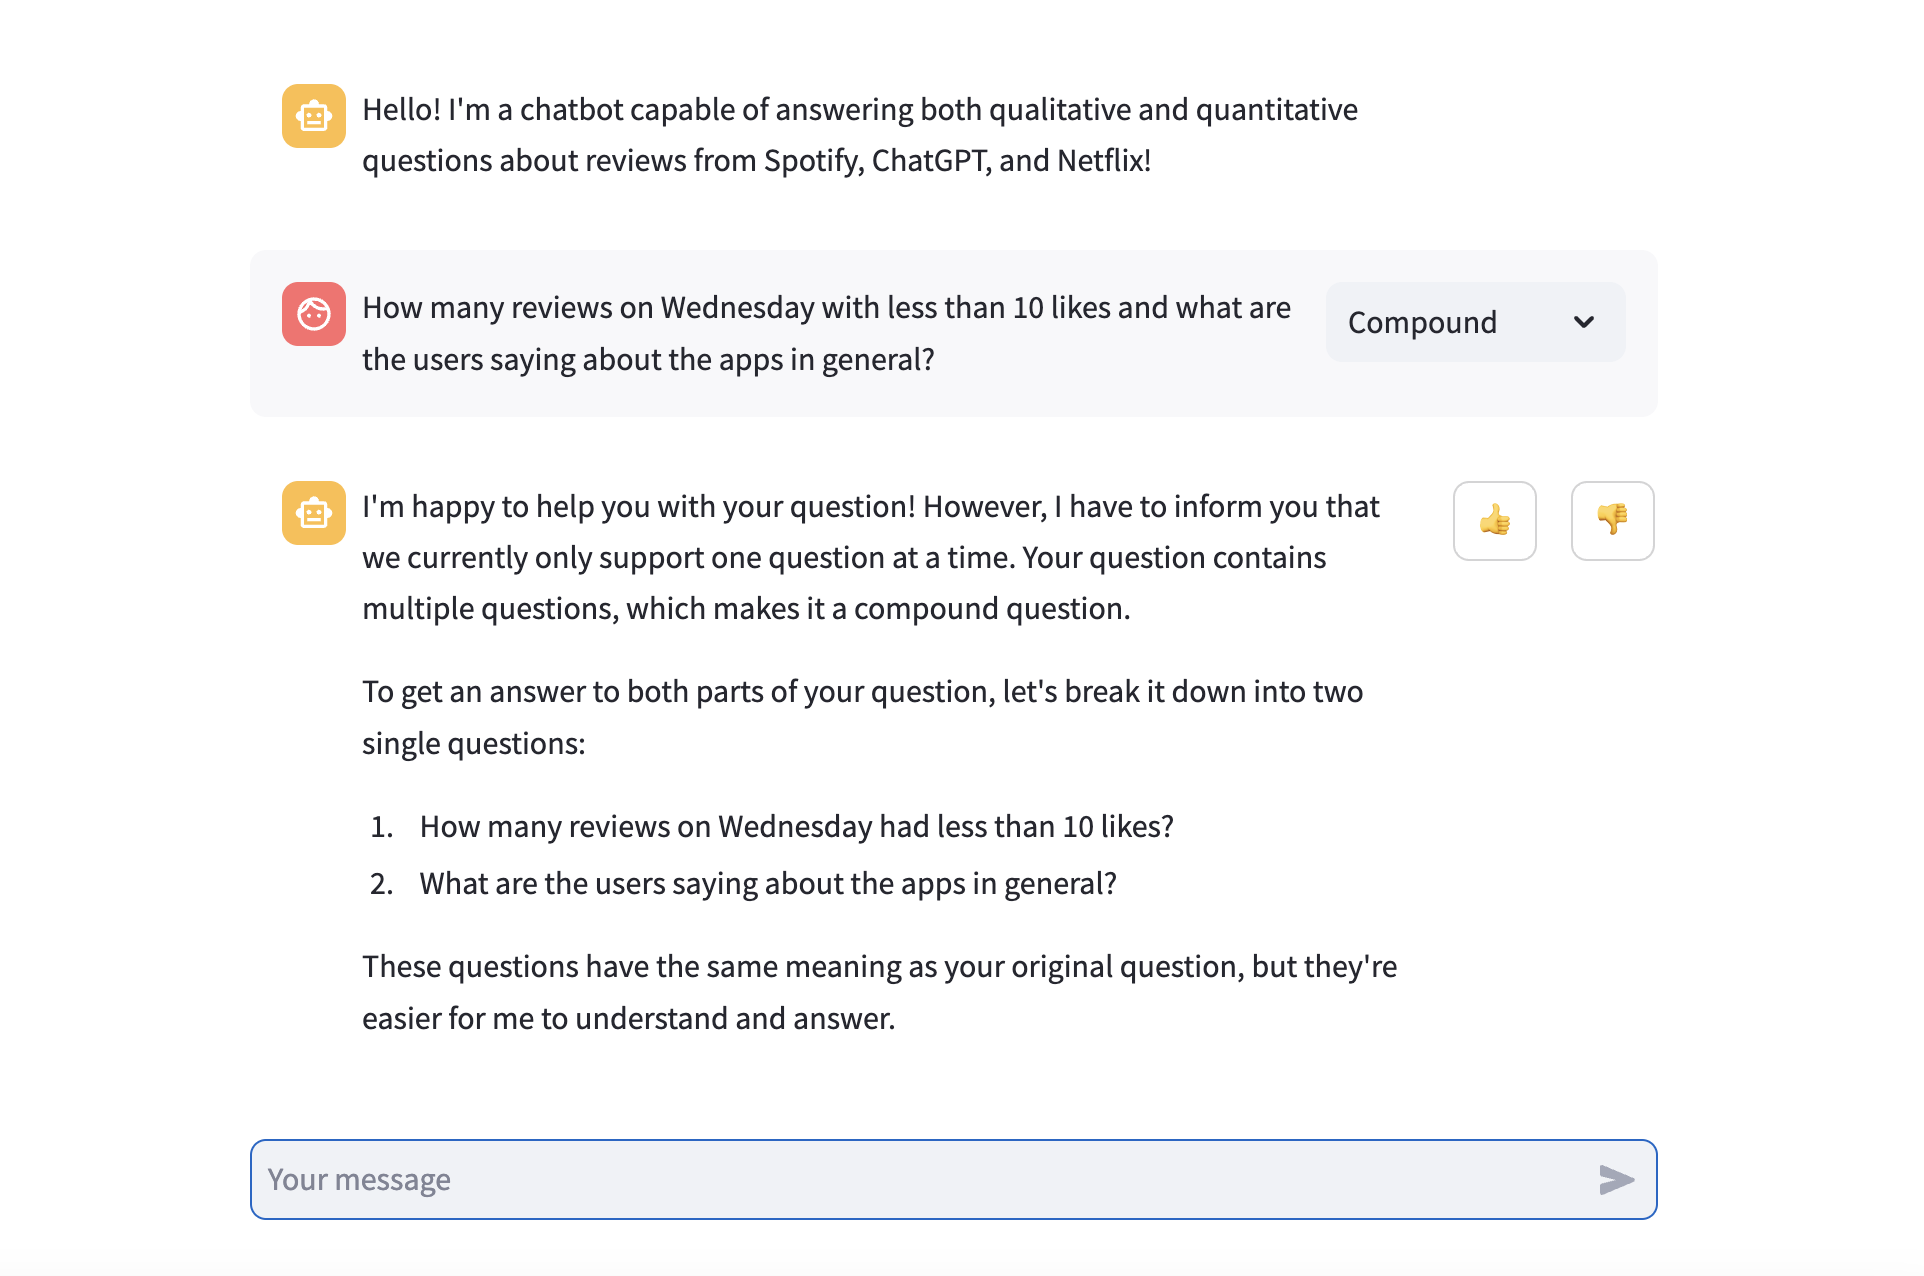 Hello! I'm a chatbot capable of answering both qualitative and quantitative
questions about reviews from Spotify, ChatGPT, and Netflix!
How many reviews on Wednesday with less than 10 likes and what are
the users saying about the apps in general?
Compound
I'm happy to help you with your question! However, I have to inform you that
we currently only support one question at a time. Your question contains
multiple questions, which makes it a compound question.
To get an answer to both parts of your question, let's break it down into two
single questions:
1. How many reviews on Wednesday had less than 10 likes?
2. What are the users saying about the apps in general?
These questions have the same meaning as your original question, but they're
easier for me to understand and answer.
Your message